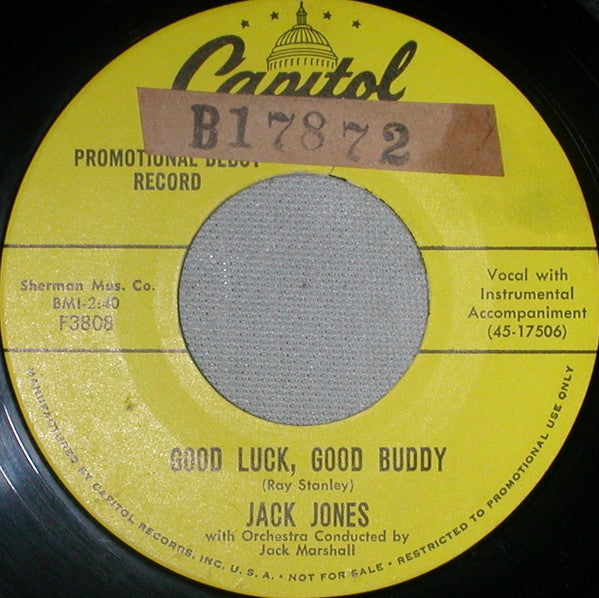 Capitol
B17872
PROMOTIONAL DEBUT
RECORD
Sherman Mus. Co.
BMI-2:40
F3808
Vocal with
Instrumental
Accompaniment
(45-17506)
GOOD LUCK, GOOD BUDDY
(Ray Stanley)
JACK JONES
with Orchestra Conducted by
Jack Marshall
MANUFACTURED BY CAPITOL RECORDS, INC. U. S. A. • NOT FOR SALE • RESTRICTED TO PROMOTIONAL USE ONLY